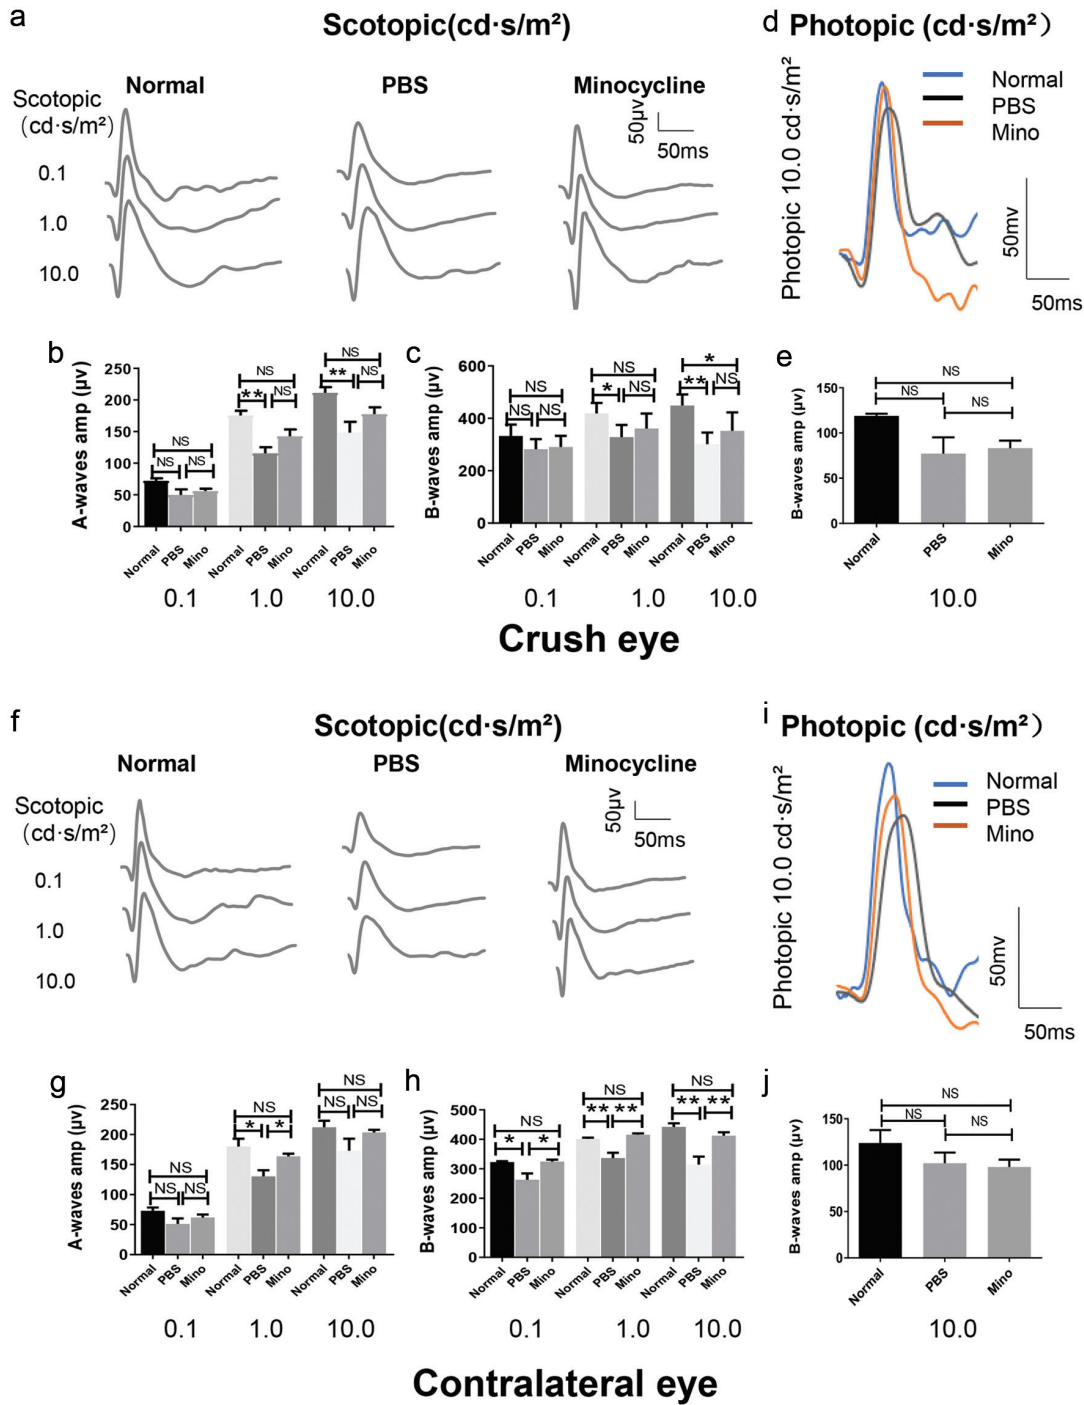 a
Scotopic(cd·s/m²)
Normal
PBS
Minocycline
Scotopic
(cd·s/m²)
0.1
1.0
10.0
50μv
50ms
d
Photopic (cd·s/m²)
Photopic 10.0 cd·s/m²
Normal
PBS
Mino
50mv
50ms
b
A-waves amp (μv)
250
200
150
100
50
0
NS
NS
NS
NS
**
NS
NS
**
NS
Normal
PBS
Mino
Normal
PBS
Mino
Normal
PBS
Mino
0.1
1.0
10.0
c
B-waves amp (μv)
600
400
200
0
NS
NS
NS
NS
*
NS
*
**
NS
Normal
PBS
Mino
Normal
PBS
Mino
Normal
PBS
Mino
0.1
1.0
10.0
e
B-waves amp (μv)
150
100
50
0
NS
NS
NS
Normal
PBS
Mino
10.0
Crush eye
f
Scotopic(cd·s/m²)
Normal
PBS
Minocycline
Scotopic
(cd·s/m²)
0.1
1.0
10.0
50μv
50ms
i
Photopic (cd·s/m²)
Photopic 10.0 cd·s/m²
Normal
PBS
Mino
50mv
50ms
g
A-waves amp (μv)
250
200
150
100
50
0
NS
NS
NS
NS
*
*
NS
NS
NS
Normal
PBS
Mino
Normal
PBS
Mino
Normal
PBS
Mino
0.1
1.0
10.0
h
B-waves amp (μv)
500
400
300
200
100
0
NS
*
*
NS
**
**
NS
**
**
Normal
PBS
Mino
Normal
PBS
Mino
Normal
PBS
Mino
0.1
1.0
10.0
j
B-waves amp (μv)
150
100
50
0
NS
NS
NS
Normal
PBS
Mino
10.0
Contralateral eye